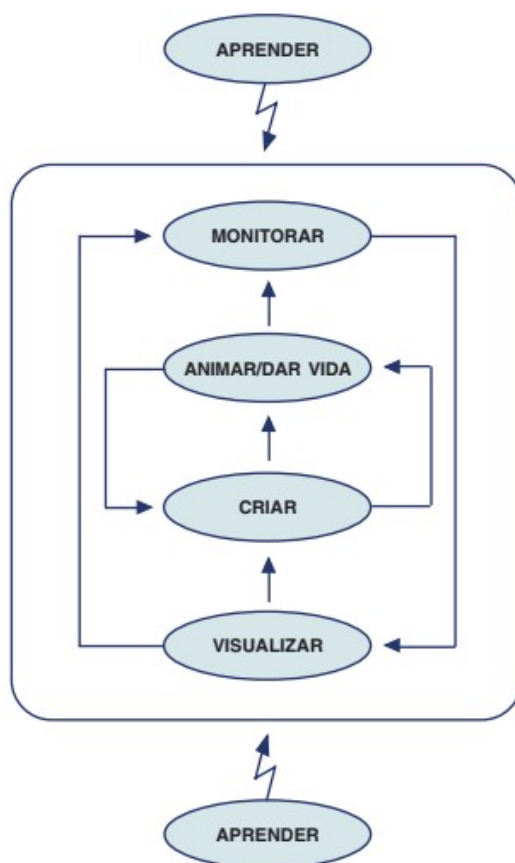 APRENDER
MONITORAR
ANIMAR/DAR VIDA
CRIAR
VISUALIZAR
APRENDER